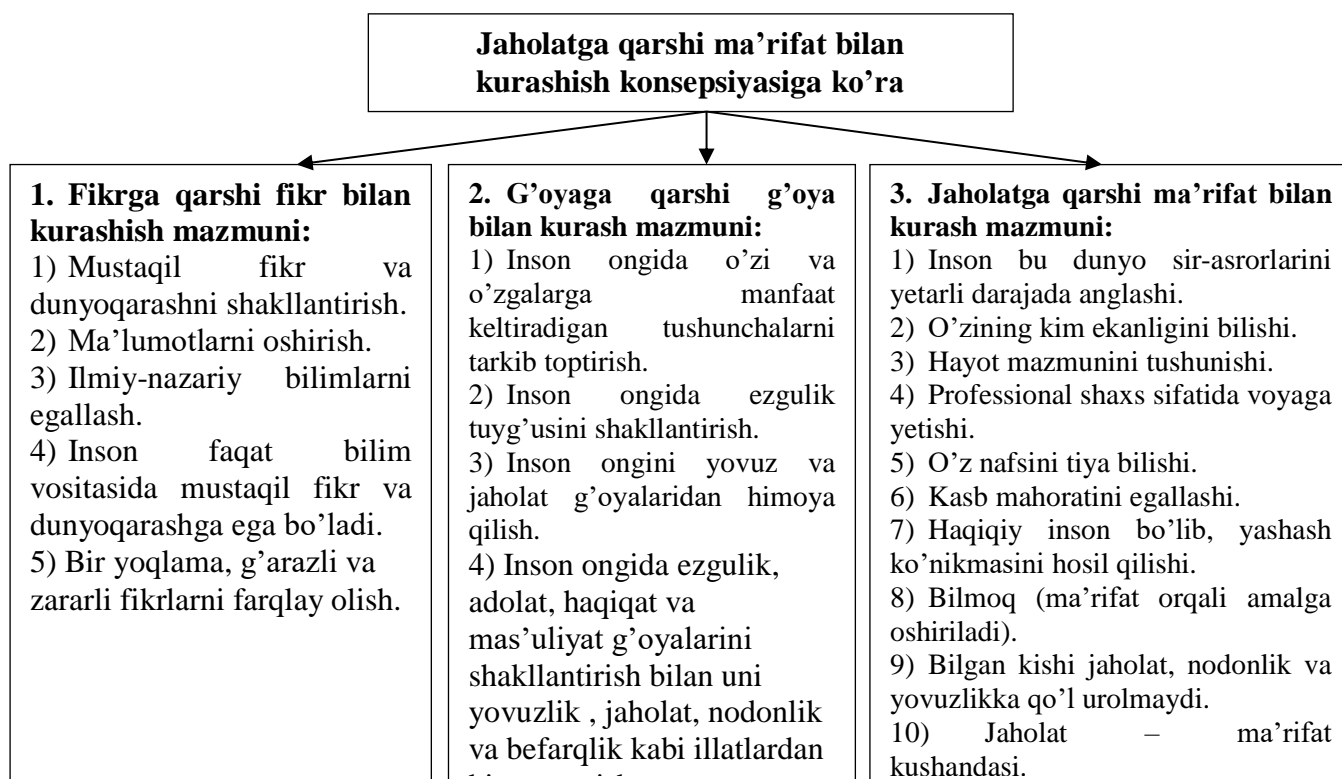 Jaholatga qarshi ma’rifat bilan
kurashish konsepsiyasiga ko’ra
1. Fikrga qarshi fikr bilan
kurashish mazmuni:
1) Mustaqil fikr va
dunyoqarashni shakllantirish.
2) Ma’lumotlarni oshirish.
3) Ilmiy-nazariy bilimlarni
egallash.
4) Inson faqat bilim
vositasida mustaqil fikr va
dunyoqarashga ega bo’ladi.
5) Bir yoqlama, g’arazli va
zararli fikrlarni farqlay olish.
2. G’oyaga qarshi g’oya
bilan kurash mazmuni:
1) Inson ongida o’zi va
o’zgalarga manfaat
keltiradigan tushunchalarni
tarkib toptirish.
2) Inson ongida ezgulik
tuyg’usini shakllantirish.
3) Inson ongini yovuz va
jaholat g’oyalaridan himoya
qilish.
4) Inson ongida ezgulik,
adolat, haqiqat va
mas’uliyat g’oyalarini
shakllantirish bilan uni
yovuzlik , jaholat, nodonlik
va befarqlik kabi illatlardan
3. Jaholatga qarshi ma’rifat bilan
kurash mazmuni:
1) Inson bu dunyo sir-asrorlarini
yetarli darajada anglashi.
2) O’zining kim ekanligini bilishi.
3) Hayot mazmunini tushunishi.
4) Professional shaxs sifatida voyaga
yetishi.
5) O’z nafsini tiya bilishi.
6) Kasb mahoratini egallashi.
7) Haqiqiy inson bo’lib, yashash
ko’nikmasini hosil qilishi.
8) Bilmoq (ma’rifat orqali amalga
oshiriladi).
9) Bilgan kishi jaholat, nodonlik va
yovuzlikka qo’l urolmaydi.
10) Jaholat – ma’rifat
kushandasi.